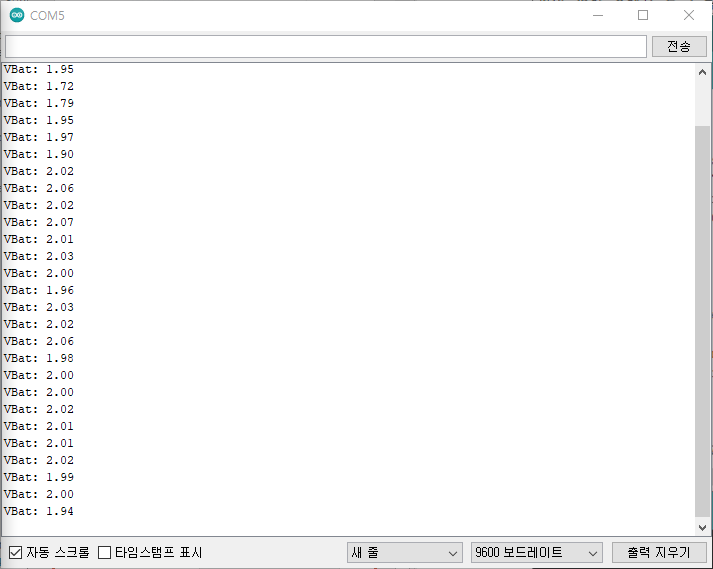 COM5
전송
VBat: 1.95
VBat: 1.72
VBat: 1.79
VBat: 1.95
VBat: 1.97
VBat: 1.90
VBat: 2.02
VBat: 2.06
VBat: 2.02
VBat: 2.07
VBat: 2.01
VBat: 2.03
VBat: 2.00
VBat: 1.96
VBat: 2.03
VBat: 2.02
VBat: 2.06
VBat: 1.98
VBat: 2.00
VBat: 2.00
VBat: 2.02
VBat: 2.01
VBat: 2.01
VBat: 2.02
VBat: 1.99
VBat: 2.00
VBat: 1.94
자동 스크롤 타임스탬프 표시 새 줄 9600 보드레이트 출력 지우기